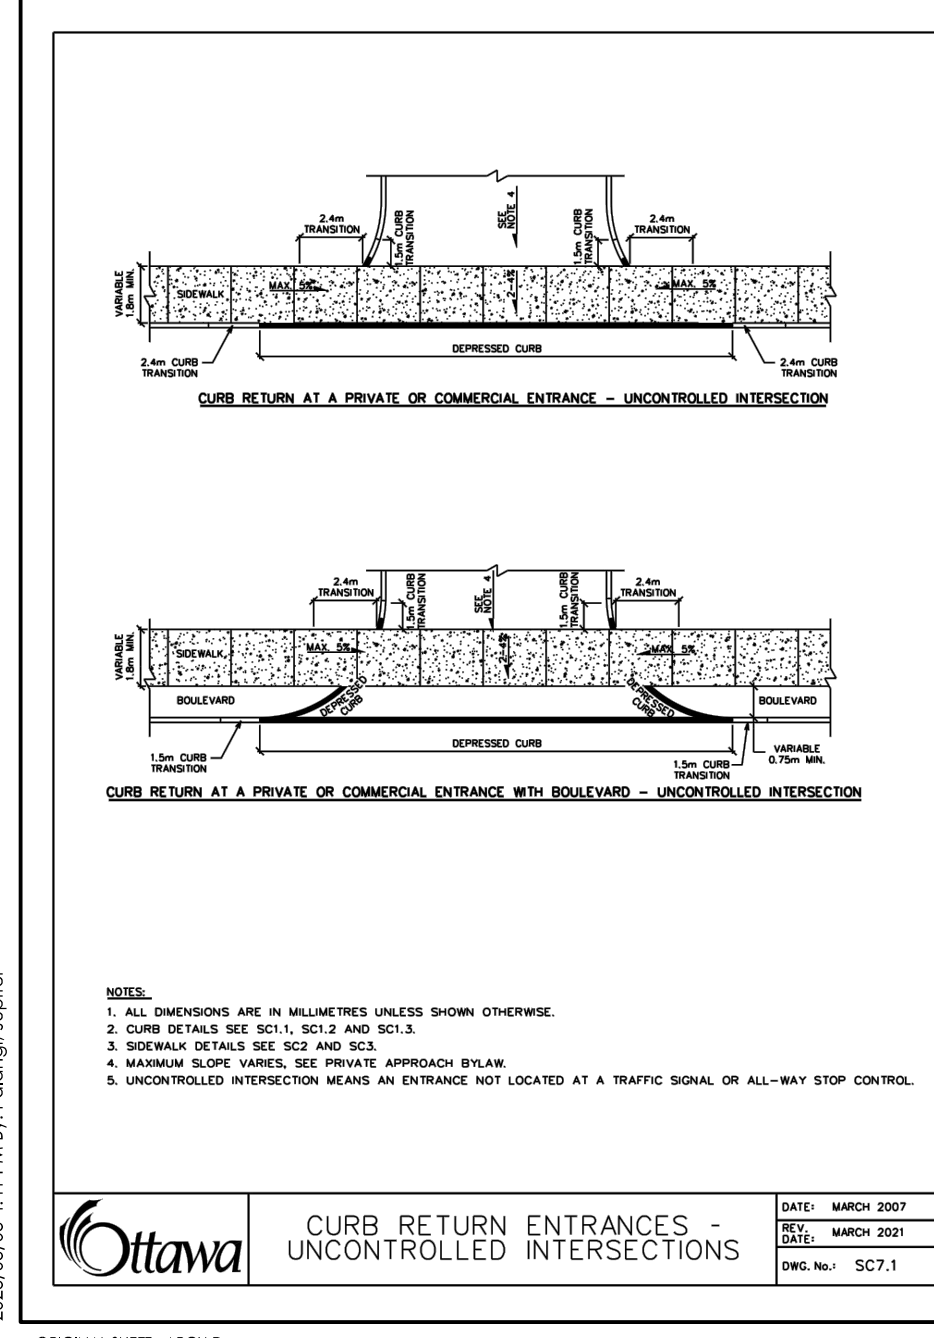 2.4m
TRANSITION
1.5m CURB
TRANSITION
SEE
NOTE 4
1.5m CURB
TRANSITION
2.4m
TRANSITION
VARIABLE
1.8m MIN.
SIDEWALK
MAX. 5%
2-4%
MAX. 5%
2.4m CURB
TRANSITION
DEPRESSED CURB
2.4m CURB
TRANSITION
CURB RETURN AT A PRIVATE OR COMMERCIAL ENTRANCE - UNCONTROLLED INTERSECTION
2.4m
TRANSITION
1.5m CURB
TRANSITION
SEE
NOTE 4
1.5m CURB
TRANSITION
2.4m
TRANSITION
VARIABLE
1.8m MIN.
SIDEWALK
MAX. 5%
2-4%
MAX. 5%
BOULEVARD
DEPRESSED
CURB
DEPRESSED
CURB
BOULEVARD
1.5m CURB
TRANSITION
DEPRESSED CURB
1.5m CURB
TRANSITION
VARIABLE
0.75m MIN.
CURB RETURN AT A PRIVATE OR COMMERCIAL ENTRANCE WITH BOULEVARD - UNCONTROLLED INTERSECTION
NOTES:
1. ALL DIMENSIONS ARE IN MILLIMETRES UNLESS SHOWN OTHERWISE.
2. CURB DETAILS SEE SC1.1, SC1.2 AND SC1.3.
3. SIDEWALK DETAILS SEE SC2 AND SC3.
4. MAXIMUM SLOPE VARIES, SEE PRIVATE APPROACH BYLAW.
5. UNCONTROLLED INTERSECTION MEANS AN ENTRANCE NOT LOCATED AT A TRAFFIC SIGNAL OR ALL-WAY STOP CONTROL.
Ottawa
CURB RETURN ENTRANCES -
UNCONTROLLED INTERSECTIONS
DATE: MARCH 2007
REV.
DATE: MARCH 2021
DWG. No.: SC7.1